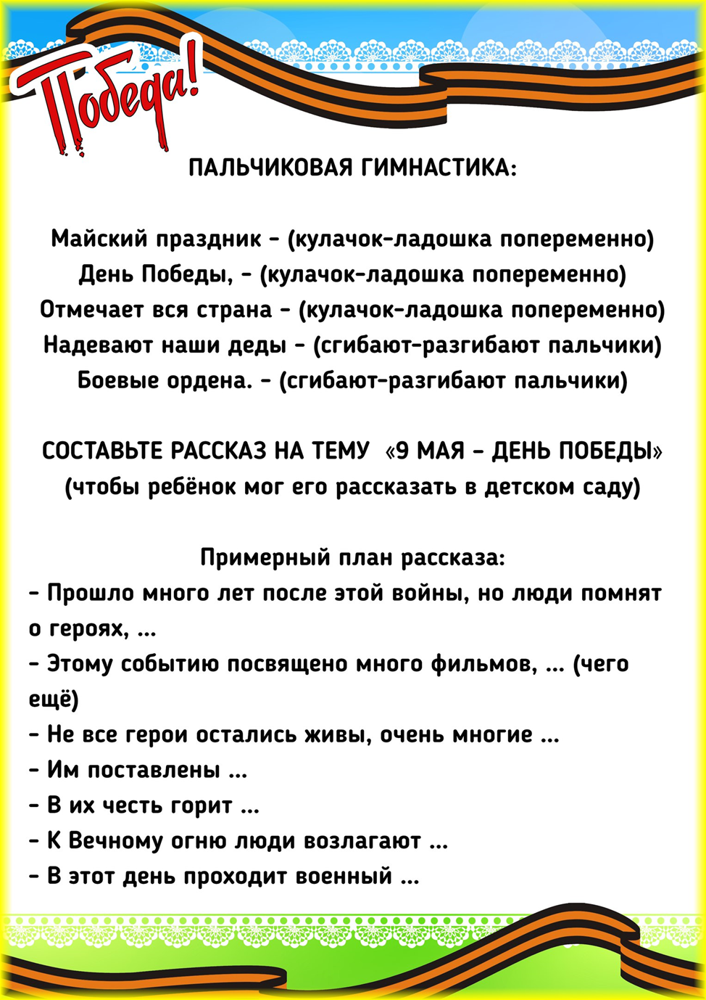 Победа!
ПАЛЬЧИКОВАЯ ГИМНАСТИКА:
Майский праздник - (кулачок-ладошка попеременно)
День Победы, - (кулачок-ладошка попеременно)
Отмечает вся страна - (кулачок-ладошка попеременно)
Надевают наши деды - (сгибают-разгибают пальчики)
Боевые ордена. - (сгибают-разгибают пальчики)
СОСТАВЬТЕ РАССКАЗ НА ТЕМУ «9 МАЯ - ДЕНЬ ПОБЕДЫ»
(чтобы ребёнок мог его рассказать в детском саду)
Примерный план рассказа:
- Прошло много лет после этой войны, но люди помнят
о героях, ...
- Этому событию посвящено много фильмов, ... (чего
ещё)
- Не все герои остались живы, очень многие ...
- Им поставлены ...
- В их честь горит ...
- К Вечному огню люди возлагают ...
- В этот день проходит военный ...